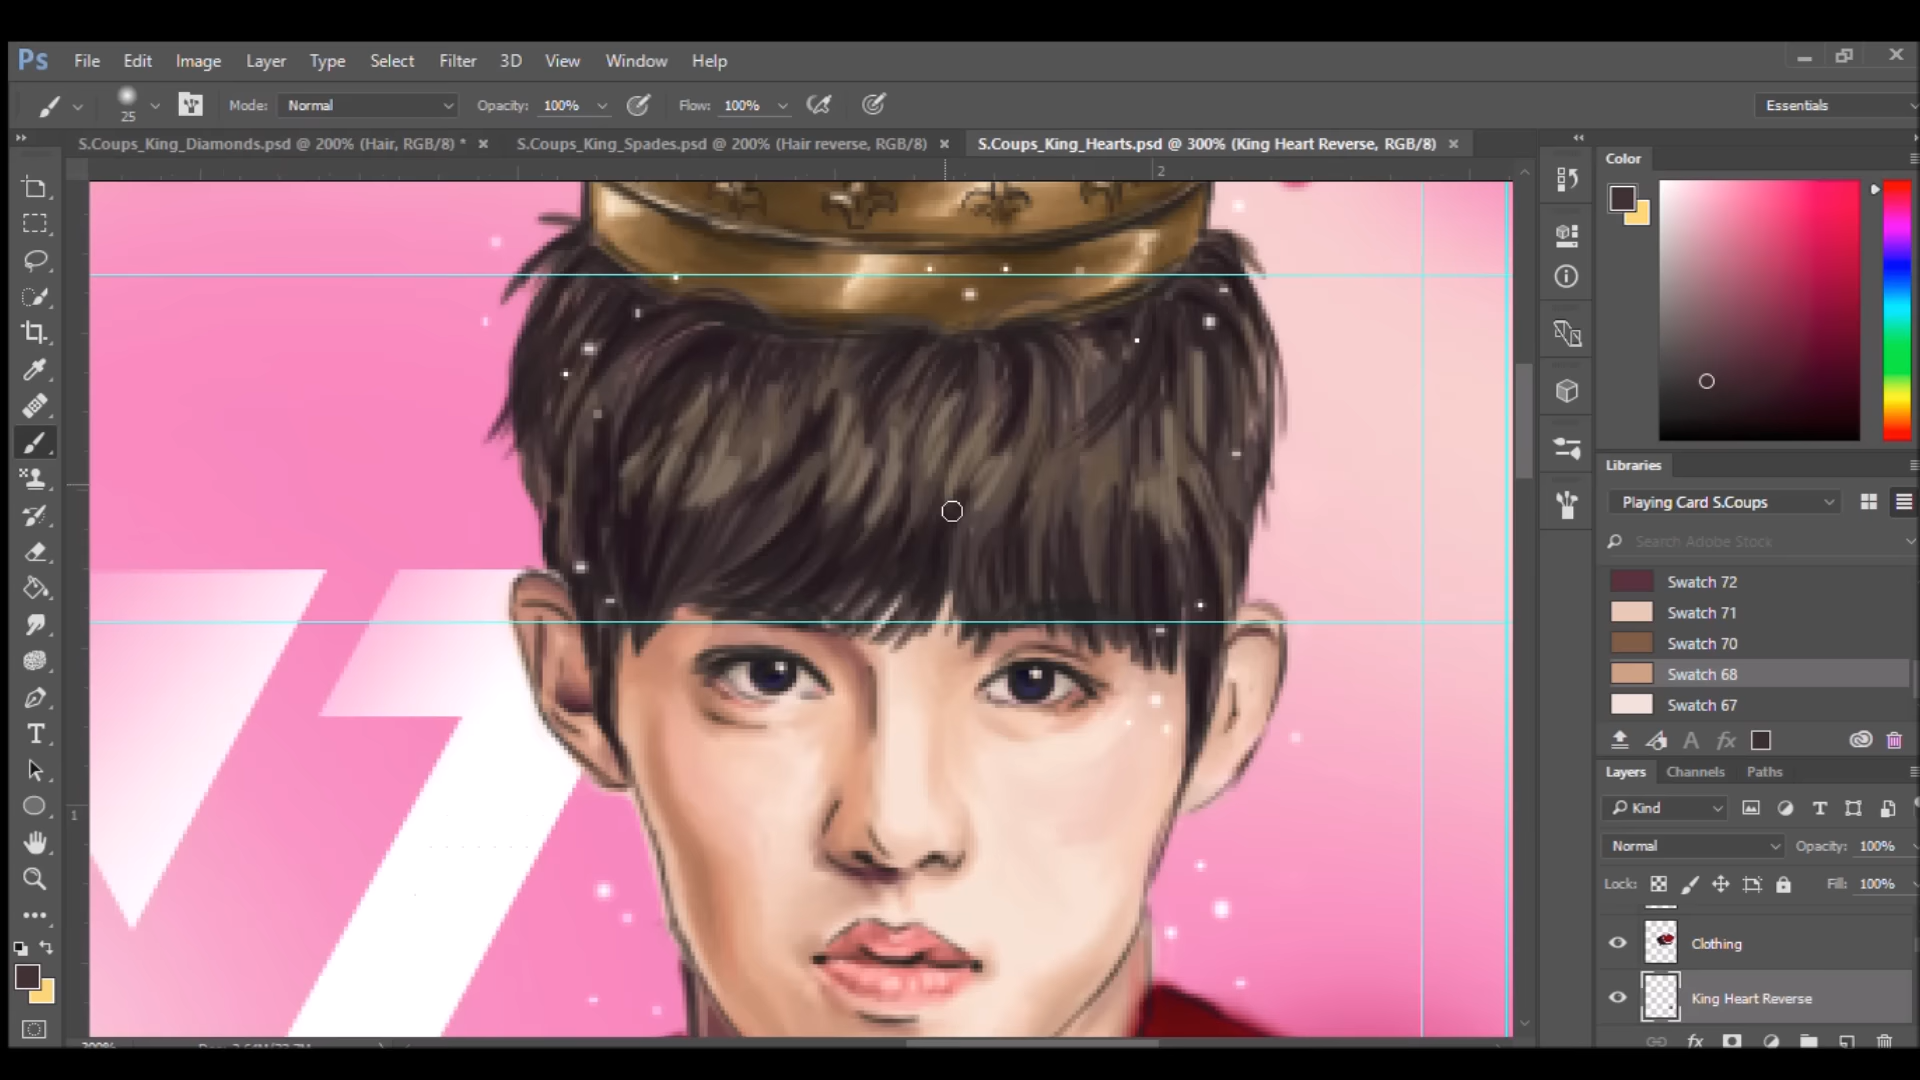 Ps File Edit Image Layer Type Select Filter 3D View Window Help
25 Mode: Normal Opacity: 100% Flow: 100% Essentials
S.Coups_King_Diamonds.psd @ 200% (Hair, RGB/8) * S.Coups_King_Spades.psd @ 200% (Hair reverse, RGB/8) S.Coups_King_Hearts.psd @ 300% (King Heart Reverse, RGB/8)
Color
2
Libraries
Playing Card S.Coups
Search Adobe Stock
Swatch 72
Swatch 71
Swatch 70
Swatch 68
Swatch 67
Layers Channels Paths
Kind
1
Normal Opacity: 100%
Lock: Fill: 100%
Clothing
King Heart Reverse